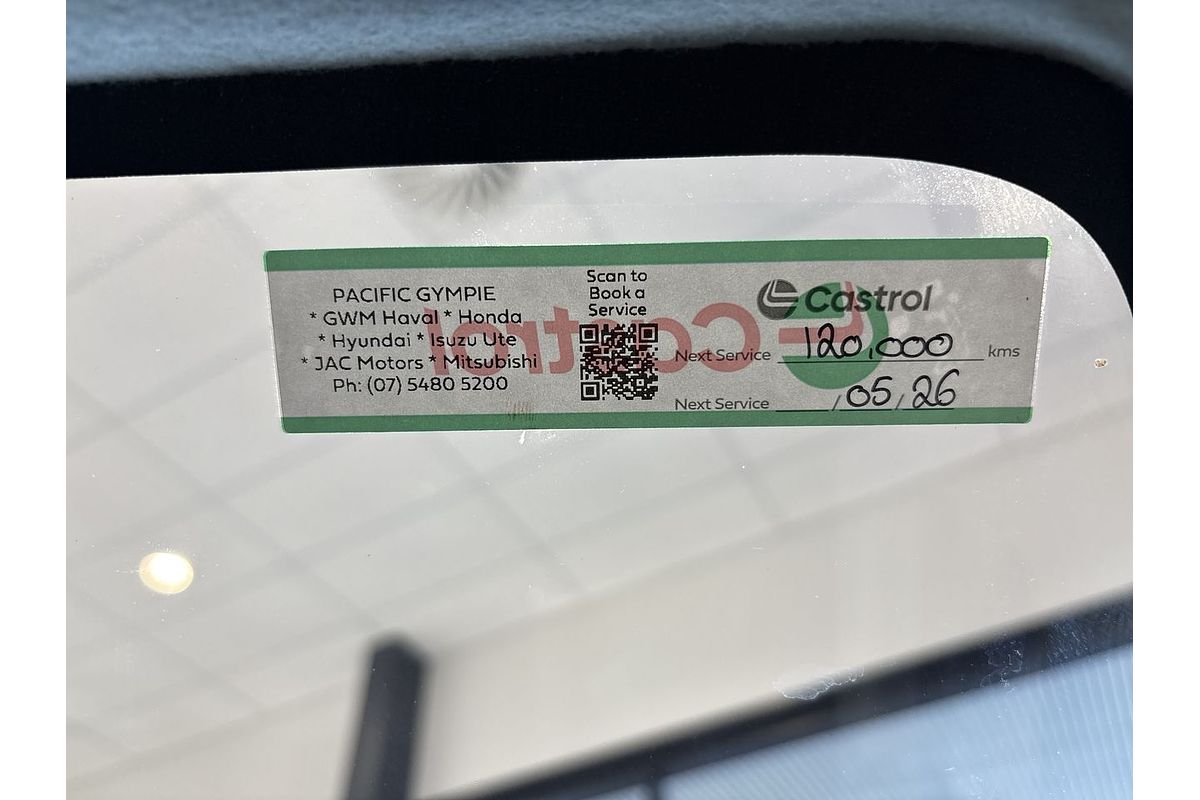 PACIFIC GYMPIE
* GWM Haval * Honda
* Hyundai * Isuzu Ute
* JAC Motors * Mitsubishi
Ph: (07) 5480 5200
Scan to
Book a
Service
Castrol
Next Service 120,000 kms
Next Service / 05 / 26
Castrol